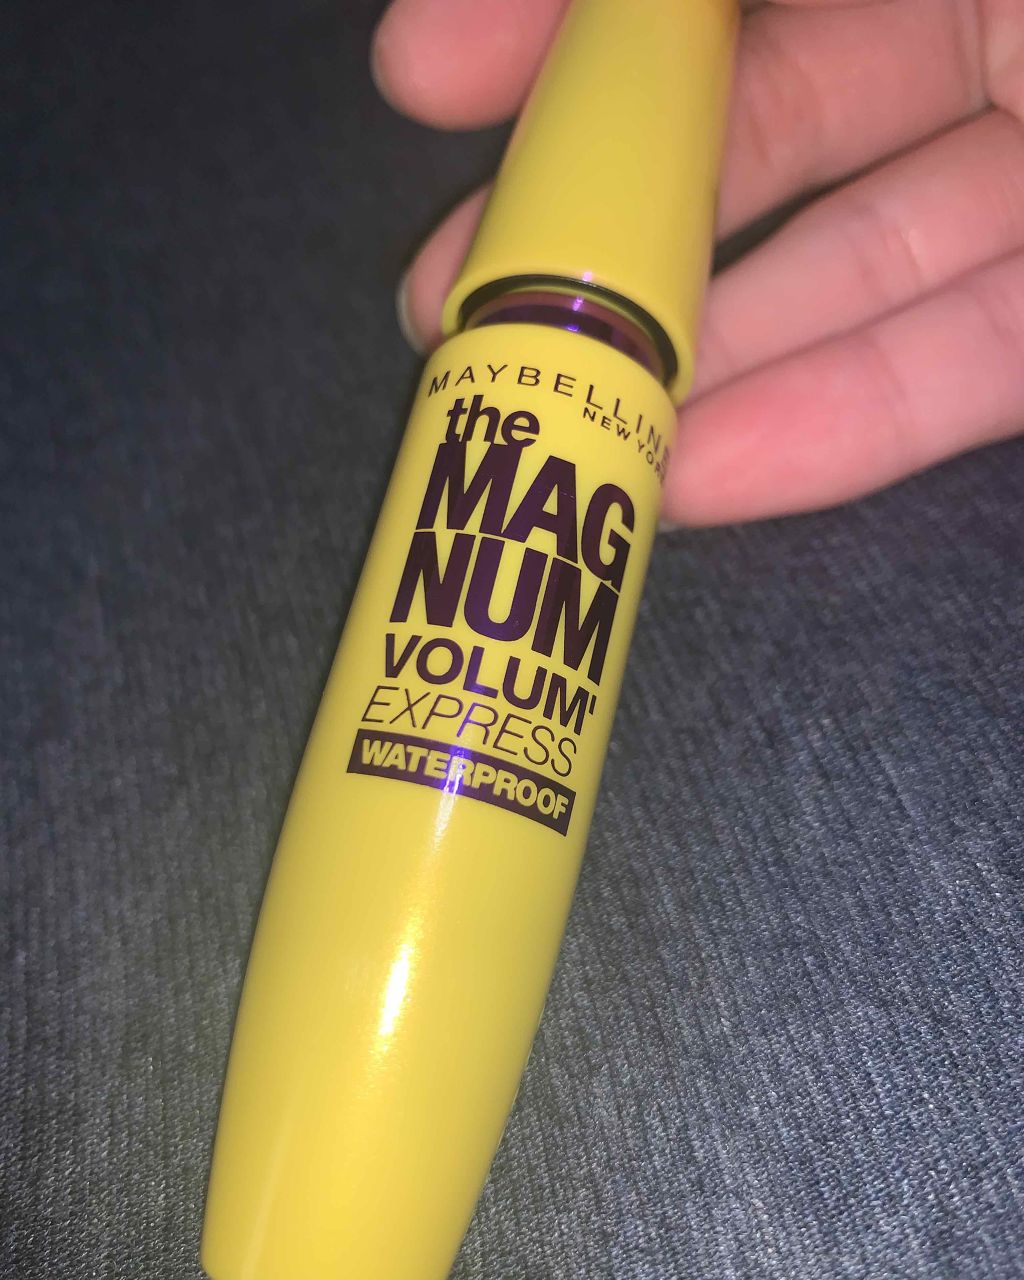 MAYBELLINE
NEW YORK
the
MAG
NUM
VOLUM'
EXPRESS
WATERPROOF